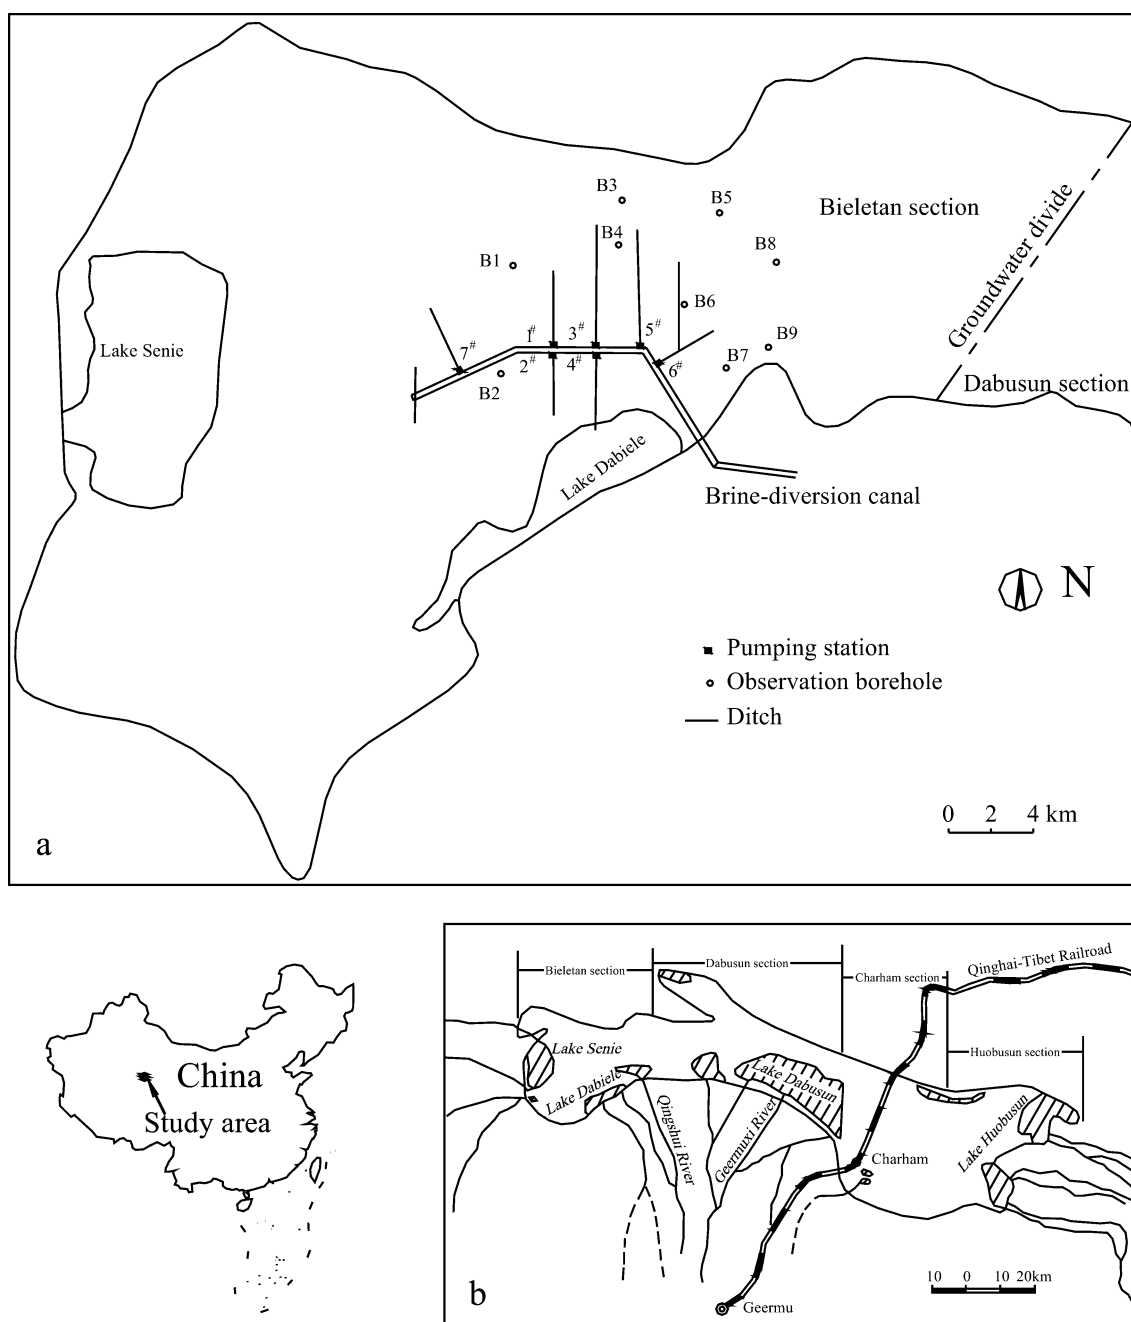 B3
B5
Bieletan section
B4
B8
B1
Groundwater divide
B6
1# 3# 5#
7#
B9
Lake Senie
2# 4# 6# B7
B2
Dabusun section
Lake Dabiele
Brine-diversion canal
N
Pumping station
Observation borehole
Ditch
0 2 4 km
a
China
Study area
Bieletan section
Dabusun section
Charham section
Qinghai-Tibet Railroad
Huobusun section
Lake Senie
Lake Dabiele
Lake Dabusun
Qingshui River
Geermuxi River
Lake Huobusun
Charham
10 0 10 20km
b
Geermu